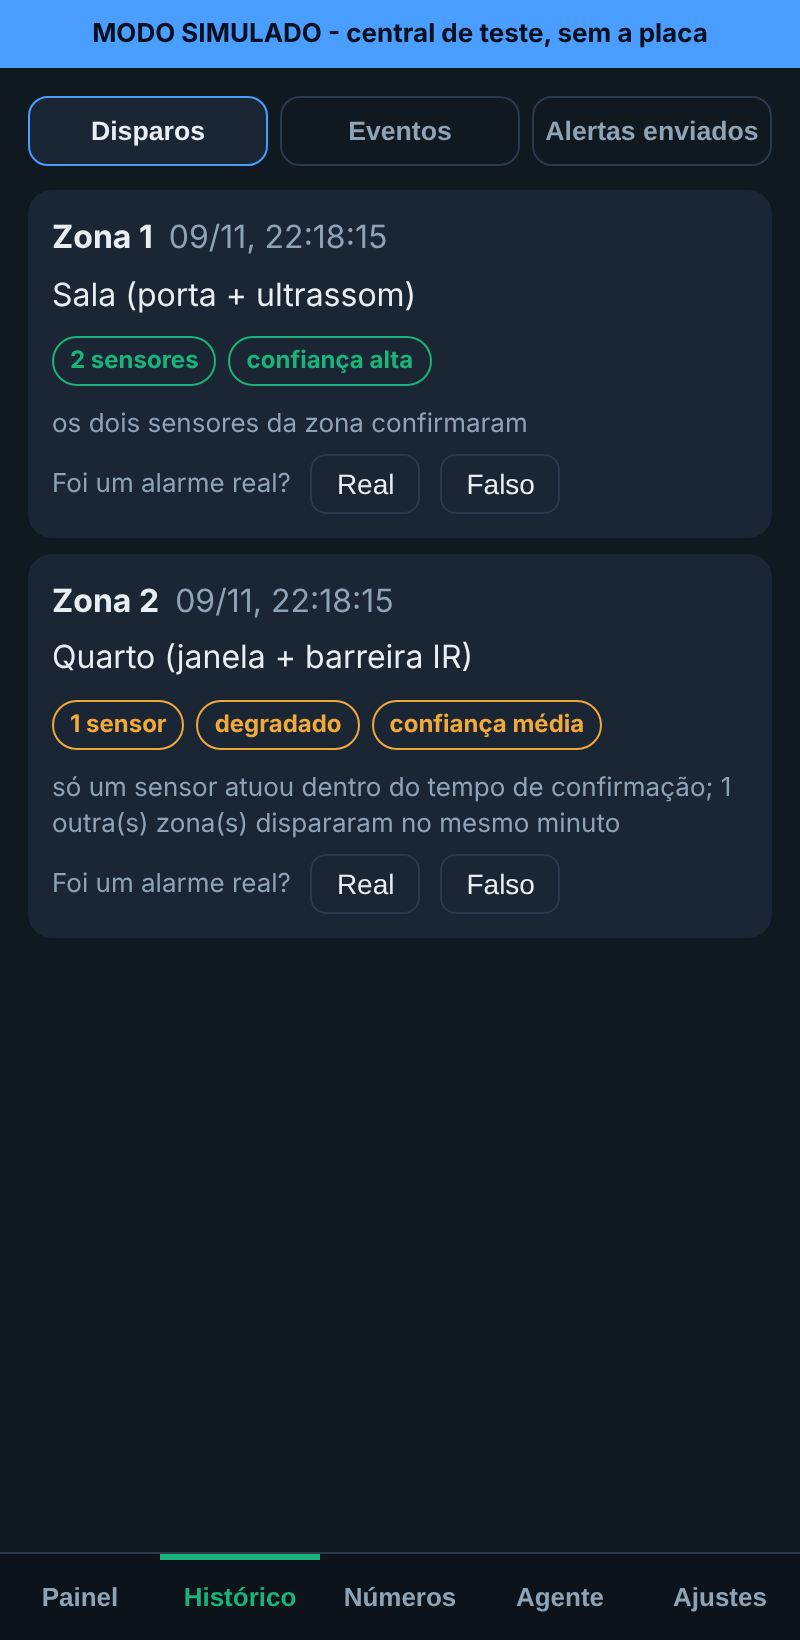 MODO SIMULADO - central de teste, sem a placa
Disparos
Eventos
Alertas enviados
Zona 1 09/11, 22:18:15
Sala (porta + ultrassom)
2 sensores
confiança alta
os dois sensores da zona confirmaram
Foi um alarme real?
Real
Falso
Zona 2 09/11, 22:18:15
Quarto (janela + barreira IR)
1 sensor
degradado
confiança média
só um sensor atuou dentro do tempo de confirmação; 1
outra(s) zona(s) dispararam no mesmo minuto
Foi um alarme real?
Real
Falso
Painel
Histórico
Números
Agente
Ajustes